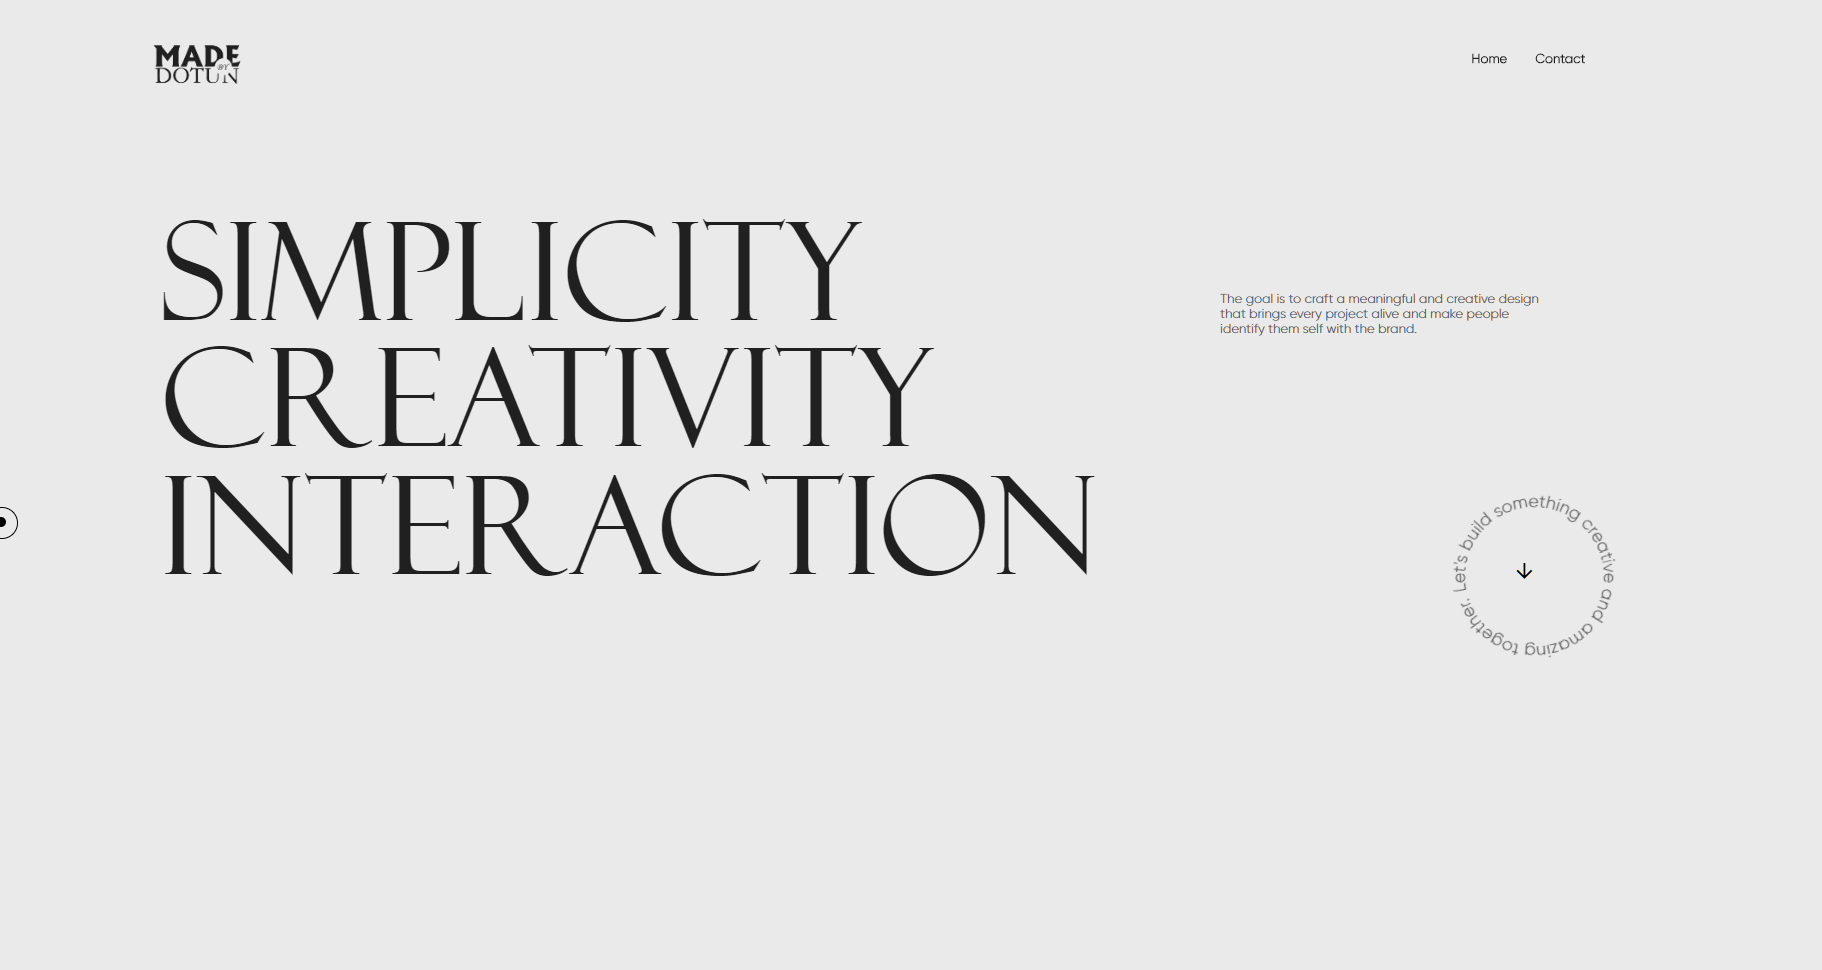 MADE
BY
DOTUN
Home Contact
SIMPLICITY
CREATIVITY
INTERACTION
The goal is to craft a meaningful and creative design
that brings every project alive and make people
identify them self with the brand.
Let's build something creative and amazing together.